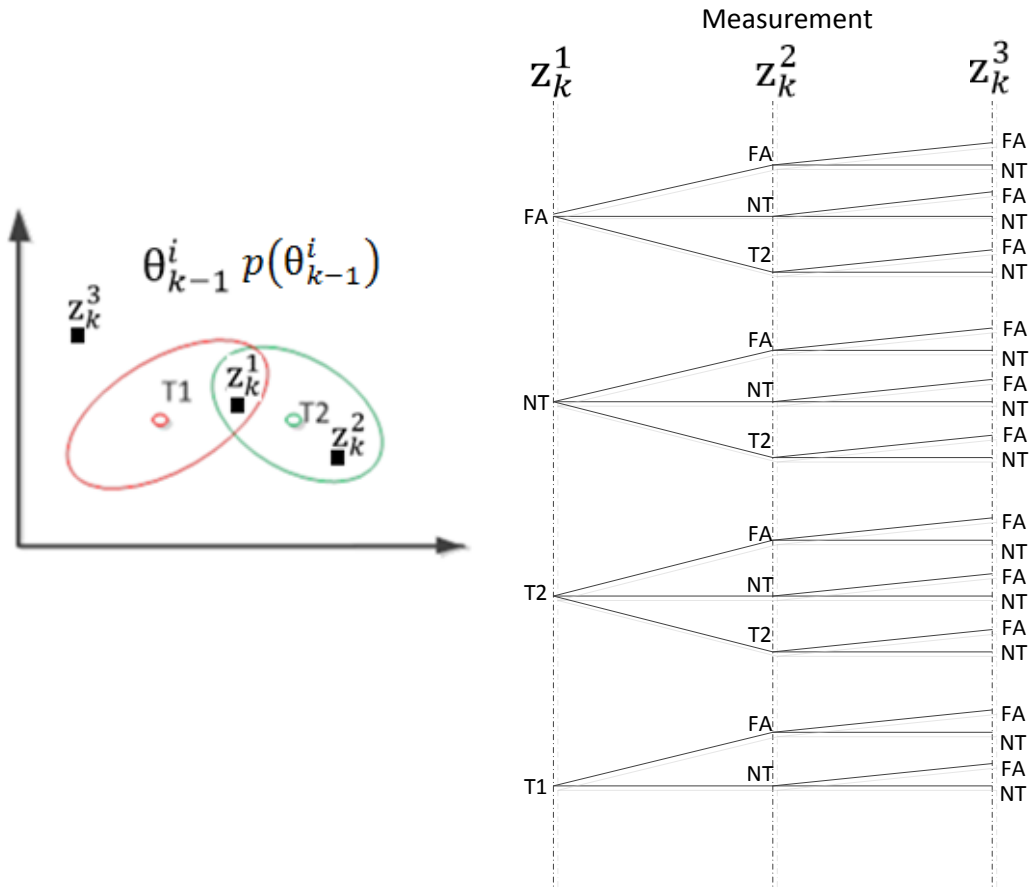 Measurement
z_k^1 z_k^2 z_k^3
θ_{k-1}^i p(θ_{k-1}^i)
z_k^3
T1
z_k^1
T2
z_k^2
FA
FA
FA
NT
NT
FA
NT
T2
FA
NT
NT
FA
FA
NT
NT
FA
NT
T2
FA
NT
T2
FA
FA
NT
NT
FA
NT
T2
FA
NT
T1
FA
FA
NT
NT
FA
NT